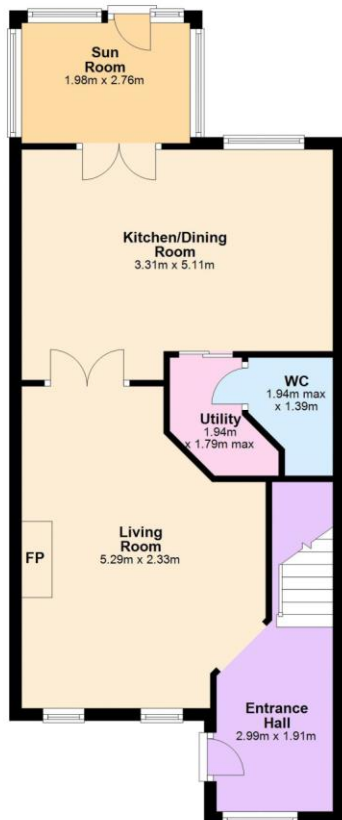 Sun
Room
1.98m x 2.76m
Kitchen/Dining
Room
3.31m x 5.11m
WC
1.94m max
x 1.39m
Utility
1.94m
x 1.79m max
Living
Room
5.29m x 2.33m
FP
Entrance
Hall
2.99m x 1.91m